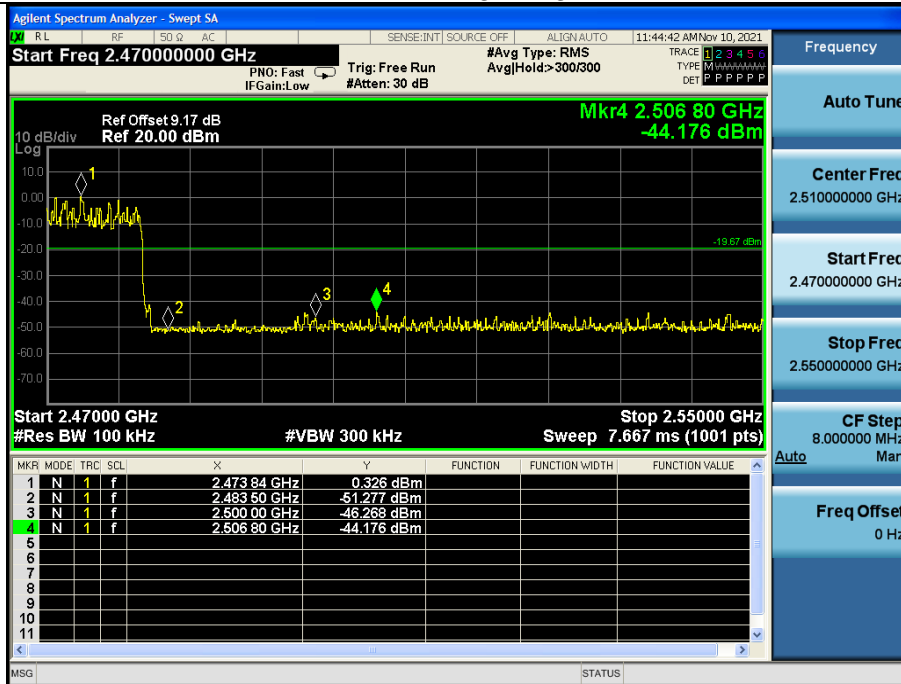 Agilent Spectrum Analyzer - Swept SA
LXI RL RF 50 Ω AC SENSE:INT SOURCE OFF ALIGN AUTO 11:44:42 AM Nov 10, 2021
Start Freq 2.470000000 GHz #Avg Type: RMS TRACE 1 2 3 4 5 6
PNO: Fast Trig: Free Run Avg|Hold:>300/300 TYPE M
IFGain:Low #Atten: 30 dB DET P P P P P P
Mkr4 2.506 80 GHz
-44.176 dBm
Ref Offset 9.17 dB
10 dB/div Ref 20.00 dBm
Log
10.0
0.00
-10.0
-20.0
-30.0
-40.0
-50.0
-60.0
-70.0
1
2
3
4
-19.67 dBm
Start 2.47000 GHz Stop 2.55000 GHz
#Res BW 100 kHz #VBW 300 kHz Sweep 7.667 ms (1001 pts)
MKR MODE TRC SCL X Y FUNCTION FUNCTION WIDTH FUNCTION VALUE
1 N 1 f 2.473 84 GHz 0.326 dBm
2 N 1 f 2.483 50 GHz -51.277 dBm
3 N 1 f 2.500 00 GHz -46.268 dBm
4 N 1 f 2.506 80 GHz -44.176 dBm
5
6
7
8
9
10
11
MSG STATUS
Frequency
Auto Tune
Center Freq
2.510000000 GHz
Start Freq
2.470000000 GHz
Stop Freq
2.550000000 GHz
CF Step
8.000000 MHz
Auto Man
Freq Offset
0 Hz